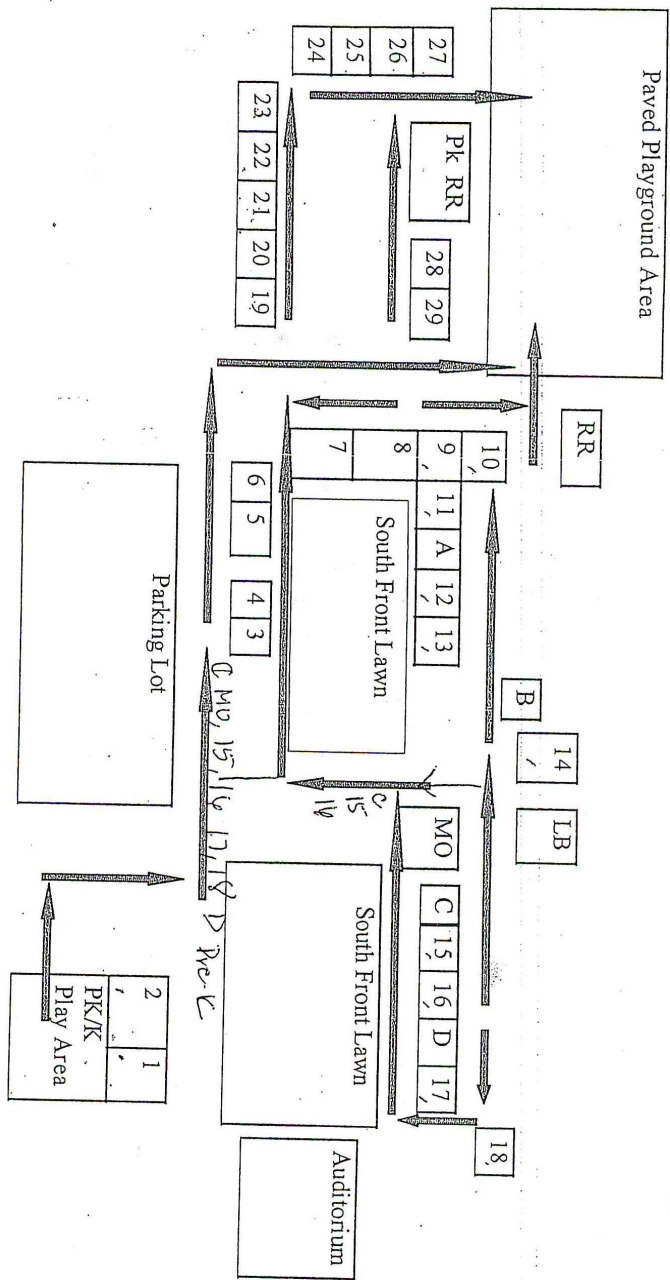 Paved Playground Area
RR
B
14
LB
18
27
26
25
24
Pk RR
28 29
10
9 11 A 12 13
8
7
MO
C 15 16 D 17
South Front Lawn
South Front Lawn
Auditorium
C
15
16
23 22 21 20 19
6 5
4 3
C MO, 15, 16 17, 18 D Pre-K
Parking Lot
2 1
PK/K
Play Area